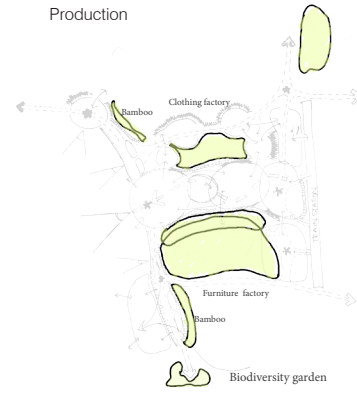 Production
Clothing factory
Bamboo
Furniture factory
Bamboo
Biodiversity garden